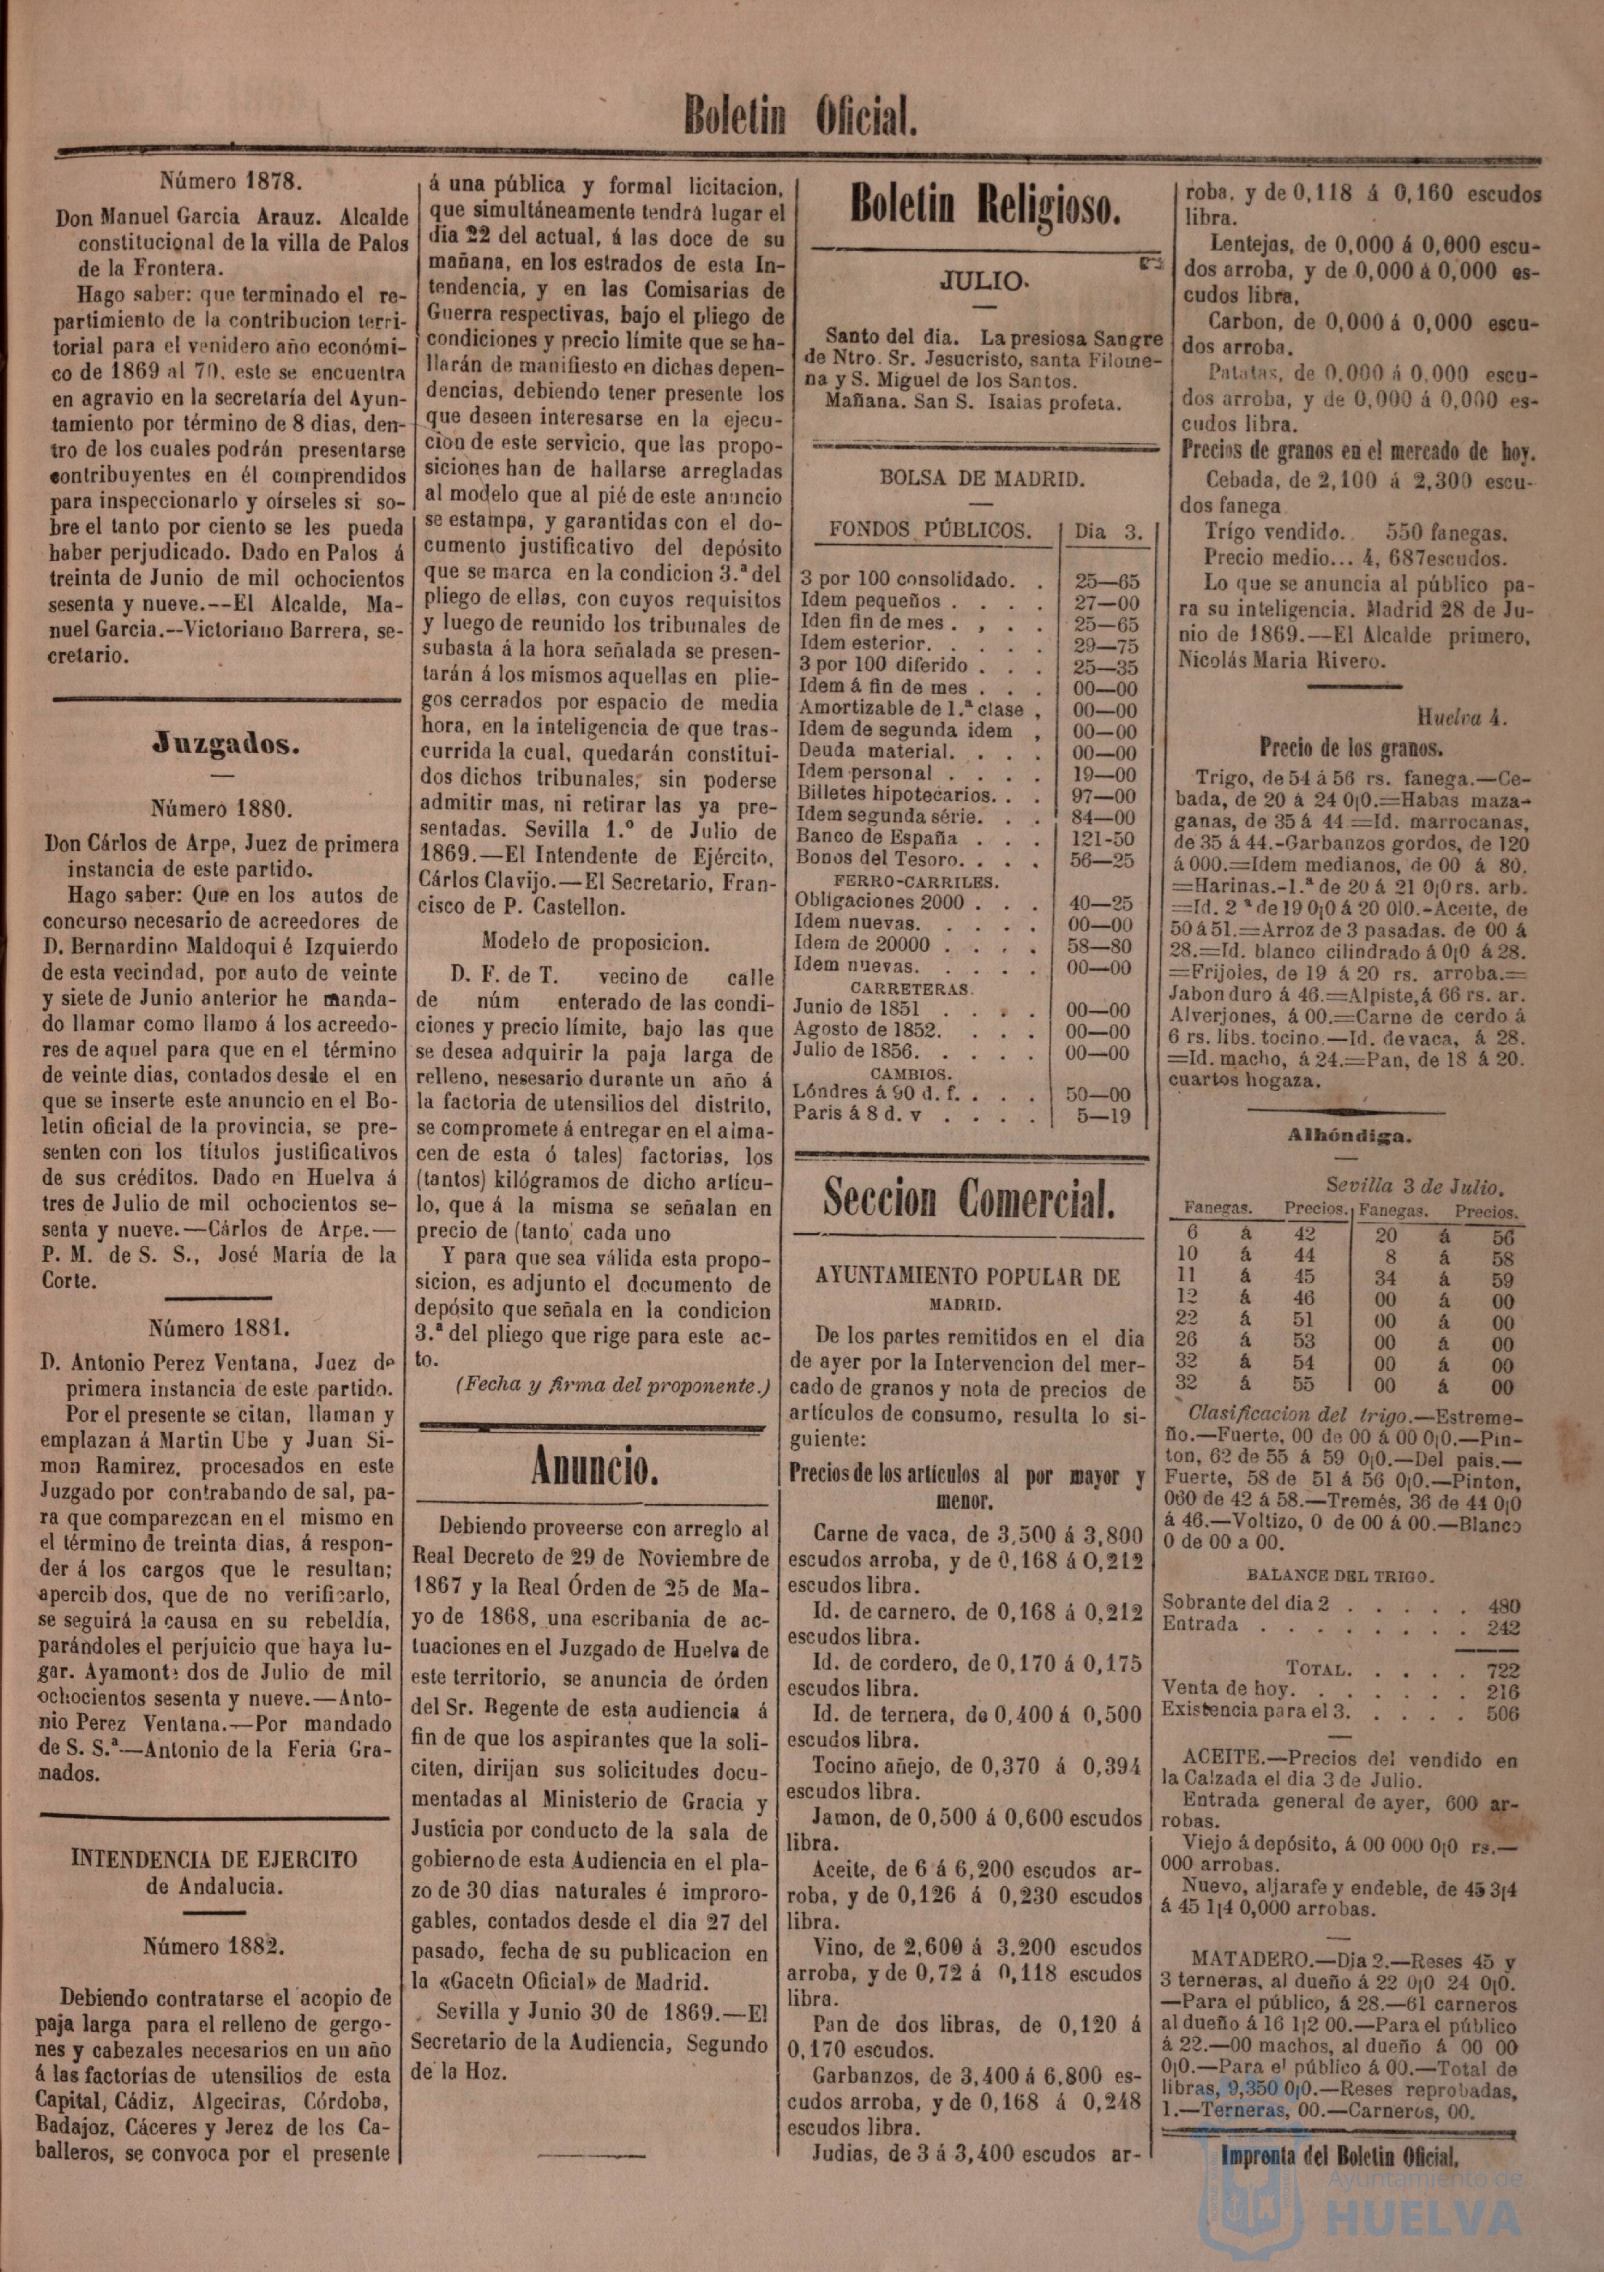 Boletin Oficial.
Número 1878.
Don Manuel Garcia Arauz. Alcalde
constitucional de la villa de Palos
de la Frontera.
Hago saber: que terminado el re-
partimiento de la contribucion terri-
torial para el venidero año económi-
co de 1869 al 70. este se encuentra
en agravio en la secretaría del Ayun-
tamiento por término de 8 dias, den-
tro de los cuales podrán presentarse
contribuyentes en él comprendidos
para inspeccionarlo y oírseles si so-
bre el tanto por ciento se les pueda
haber perjudicado. Dado en Palos á
treinta de Junio de mil ochocientos
sesenta y nueve.--El Alcalde, Ma-
nuel Garcia.--Victoriano Barrera, se-
cretario.
Juzgados.
Número 1880.
Don Cárlos de Arpe, Juez de primera
instancia de este partido.
Hago saber: Que en los autos de
concurso necesario de acreedores de
D. Bernardino Maldoqui é Izquierdo
de esta vecindad, por auto de veinte
y siete de Junio anterior he manda-
do llamar como llamo á los acreedo-
res de aquel para que en el término
de veinte dias, contados desde el en
que se inserte este anuncio en el Bo-
letin oficial de la provincia, se pre-
senten con los títulos justificativos
de sus créditos. Dado en Huelva á
tres de Julio de mil ochocientos se-
senta y nueve.—Cárlos de Arpe.—
P. M. de S. S., José María de la
Corte.
Número 1881.
D. Antonio Perez Ventana, Juez de
primera instancia de este partido.
Por el presente se citan, llaman y
emplazan á Martin Ube y Juan Si-
mon Ramirez, procesados en este
Juzgado por contrabando de sal, pa-
ra que comparezcan en el mismo en
el término de treinta dias, á respon-
der á los cargos que le resultan;
apercib dos, que de no verificarlo,
se seguirá la causa en su rebeldía,
parándoles el perjuicio que haya lu-
gar. Ayamonte dos de Julio de mil
ochocientos sesenta y nueve.—Anto-
nio Perez Ventana.—Por mandado
de S. S.ª—Antonio de la Feria Gra-
nados.
INTENDENCIA DE EJERCITO
de Andalucia.
Número 1882.
Debiendo contratarse el acopio de
paja larga para el relleno de gergo-
nes y cabezales necesarios en un año
á las factorías de utensilios de esta
Capital, Cádiz, Algeciras, Córdoba,
Badajoz, Cáceres y Jerez de los Ca-
balleros, se convoca por el presente
á una pública y formal licitacion,
que simultáneamente tendrá lugar el
dia 22 del actual, á las doce de su
mañana, en los estrados de esta In-
tendencia, y en las Comisarias de
Guerra respectivas, bajo el pliego de
condiciones y precio límite que se ha-
llarán de manifiesto en dichas depen-
dencias, debiendo tener presente los
que deseen interesarse en la ejecu-
cion de este servicio, que las propo-
siciones han de hallarse arregladas
al modelo que al pié de este anuncio
se estampa, y garantidas con el do-
cumento justificativo del depósito
que se marca en la condicion 3.ª del
pliego de ellas, con cuyos requisitos
y luego de reunido los tribunales de
subasta á la hora señalada se presen-
tarán á los mismos aquellas en plie-
gos cerrados por espacio de media
hora, en la inteligencia de que tras-
currida la cual, quedarán constitui-
dos dichos tribunales, sin poderse
admitir mas, ni retirar las ya pre-
sentadas. Sevilla 1.º de Julio de
1869.—El Intendente de Ejército,
Cárlos Clavijo.—El Secretario, Fran-
cisco de P. Castellon.
Modelo de proposicion.
D. F. de T. vecino de calle
de núm enterado de las condi-
ciones y precio límite, bajo las que
se desea adquirir la paja larga de
relleno, nesesario durante un año á
la factoria de utensilios del distrito,
se compromete á entregar en el alma-
cen de esta ó tales) factorias, los
(tantos) kilógramos de dicho artícu-
lo, que á la misma se señalan en
precio de (tanto) cada uno
Y para que sea válida esta propo-
sicion, es adjunto el documento de
depósito que señala en la condicion
3.ª del pliego que rige para este ac-
to.
(Fecha y firma del proponente.)
Anuncio.
Debiendo proveerse con arreglo al
Real Decreto de 29 de Noviembre de
1867 y la Real Órden de 25 de Ma-
yo de 1868, una escribania de ac-
tuaciones en el Juzgado de Huelva de
este territorio, se anuncia de órden
del Sr. Regente de esta audiencia á
fin de que los aspirantes que la soli-
citen, dirijan sus solicitudes docu-
mentadas al Ministerio de Gracia y
Justicia por conducto de la sala de
gobierno de esta Audiencia en el pla-
zo de 30 dias naturales é improro-
gables, contados desde el dia 27 del
pasado, fecha de su publicacion en
la «Gacetn Oficial» de Madrid.
Sevilla y Junio 30 de 1869.—El
Secretario de la Audiencia, Segundo
de la Hoz.
Boletin Religioso.
JULIO.
Santo del dia. La presiosa Sangre
de Ntro. Sr. Jesucristo, santa Filome-
na y S. Miguel de los Santos.
Mañana. San S. Isaias profeta.
BOLSA DE MADRID.
FONDOS PÚBLICOS. Dia 3.
3 por 100 consolidado. . 25—65
Idem pequeños . . . . 27—00
Iden fin de mes . , . . 25—65
Idem esterior. . . . . 29—75
3 por 100 diferido . . . 25—35
Idem á fin de mes . . . 00—00
Amortizable de 1.ª clase , 00—00
Idem de segunda idem , 00—00
Deuda material. . . . 00—00
Idem personal . . . . 19—00
Billetes hipotecarios. . . 97—00
Idem segunda série. . . 84—00
Banco de España . . . 121-50
Bonos del Tesoro. . . . 56—25
FERRO-CARRILES.
Obligaciones 2000 . . . 40—25
Idem nuevas. . . . . 00—00
Idem de 20000 . . . . 58—80
Idem nuevas. . . . . 00—00
CARRETERAS.
Junio de 1851 . . . . 00—00
Agosto de 1852. . . . 00—00
Julio de 1856. . . . . 00—00
CAMBIOS.
Lóndres á 90 d. f. . . . 50—00
Paris á 8 d. v . . . . 5—19
Seccion Comercial.
AYUNTAMIENTO POPULAR DE
MADRID.
De los partes remitidos en el dia
de ayer por la Intervencion del mer-
cado de granos y nota de precios de
artículos de consumo, resulta lo si-
guiente:
Precios de los artículos al por mayor y
menor.
Carne de vaca, de 3,500 á 3,800
escudos arroba, y de 0,168 á 0,212
escudos libra.
Id. de carnero, de 0,168 á 0,212
escudos libra.
Id. de cordero, de 0,170 á 0,175
escudos libra.
Id. de ternera, de 0,400 á 0,500
escudos libra.
Tocino añejo, de 0,370 á 0,394
escudos libra.
Jamon, de 0,500 á 0,600 escudos
libra.
Aceite, de 6 á 6,200 escudos ar-
roba, y de 0,126 á 0,230 escudos
libra.
Vino, de 2,600 á 3,200 escudos
arroba, y de 0,72 á 0,118 escudos
libra.
Pan de dos libras, de 0,120 á
0,170 escudos.
Garbanzos, de 3,400 á 6,800 es-
cudos arroba, y de 0,168 á 0,248
escudos libra.
Judias, de 3 á 3,400 escudos ar-
roba, y de 0,118 á 0,160 escudos
libra.
Lentejas, de 0,000 á 0,000 escu-
dos arroba, y de 0,000 á 0,000 es-
cudos libra,
Carbon, de 0,000 á 0,000 escu-
dos arroba.
Patatas, de 0,000 á 0,000 escu-
dos arroba, y de 0,000 á 0,000 es-
cudos libra.
Precios de granos en el mercado de hoy.
Cebada, de 2,100 á 2,300 escu-
dos fanega
Trígo vendido.. 550 fanegas.
Precio medio... 4, 687escudos.
Lo que se anuncia al público pa-
ra su inteligencia. Madrid 28 de Ju-
nio de 1869.—El Alcalde primero,
Nicolás Maria Rivero.
Huelva 4.
Precio de los granos.
Trigo, de 54 á 56 rs. fanega.—Ce-
bada, de 20 á 24 0|0.=Habas maza-
ganas, de 35 á 44.=Id. marrocanas,
de 35 á 44.-Garbanzos gordos, de 120
á 000.=Idem medianos, de 00 á 80.
=Harinas.-1.ª de 20 á 21 0|0 rs. arb.
=Id. 2ª de 19 0|0 á 20 010.-Aceite, de
50 á 51.=Arroz de 3 pasadas. de 00 á
28.=Id. blanco cilindrado á 0|0 á 28.
=Frijoles, de 19 á 20 rs. arroba.=
Jabon duro á 46.=Alpiste, á 66 rs. ar.
Alverjones, á 00.=Carne de cerdo á
6 rs. libs. tocino.—Id. de vaca, á 28.
=Id. macho, á 24.=Pan, de 18 á 20.
cuartos hogaza.
Alhóndiga.
Sevilla 3 de Julio.
Fanegas. Precios. Fanegas. Precios.
6 á 42 20 á 56
10 á 44 8 á 58
11 á 45 34 á 59
12 á 46 00 á 00
22 á 51 00 á 00
26 á 53 00 á 00
32 á 54 00 á 00
32 á 55 00 á 00
Clasificacion del trigo.—Estreme-
ño.—Fuerte, 00 de 00 á 00 0|0.—Pin-
ton, 62 de 55 á 59 0|0.—Del pais.—
Fuerte, 58 de 51 á 56 0|0.—Pinton,
060 de 42 á 58.—Tremés, 36 de 44 0|0
á 46.—Voltizo, 0 de 00 á 00.—Blanco
0 de 00 a 00.
BALANCE DEL TRIGO.
Sobrante del dia 2 . . . . . . 480
Entrada . . . . . . . . 242
TOTAL. . . . . 722
Venta de hoy. . . . . . . 216
Existencia para el 3. . . . . 506
ACEITE.—Precios del vendido en
la Calzada el dia 3 de Julio.
Entrada general de ayer, 600 ar-
robas.
Viejo á depósito, á 00 000 0|0 rs.—
000 arrobas.
Nuevo, aljarafe y endeble, de 45 3|4
á 45 1|4 0,000 arrobas.
MATADERO.—Dia 2.—Reses 45 y
3 terneras, al dueño á 22 0|0 24 0|0.
—Para el público, á 28.—61 carneros
al dueño á 16 1|2 00.—Para el público
á 22.—00 machos, al dueño á 00 00
0|0.—Para el público á 00.—Total de
libras, 9,350 0|0.—Reses reprobadas,
1.—Terneras, 00.—Carneros, 00.
Imprenta del Boletin Oficial.
Ayuntamiento de
HUELVA